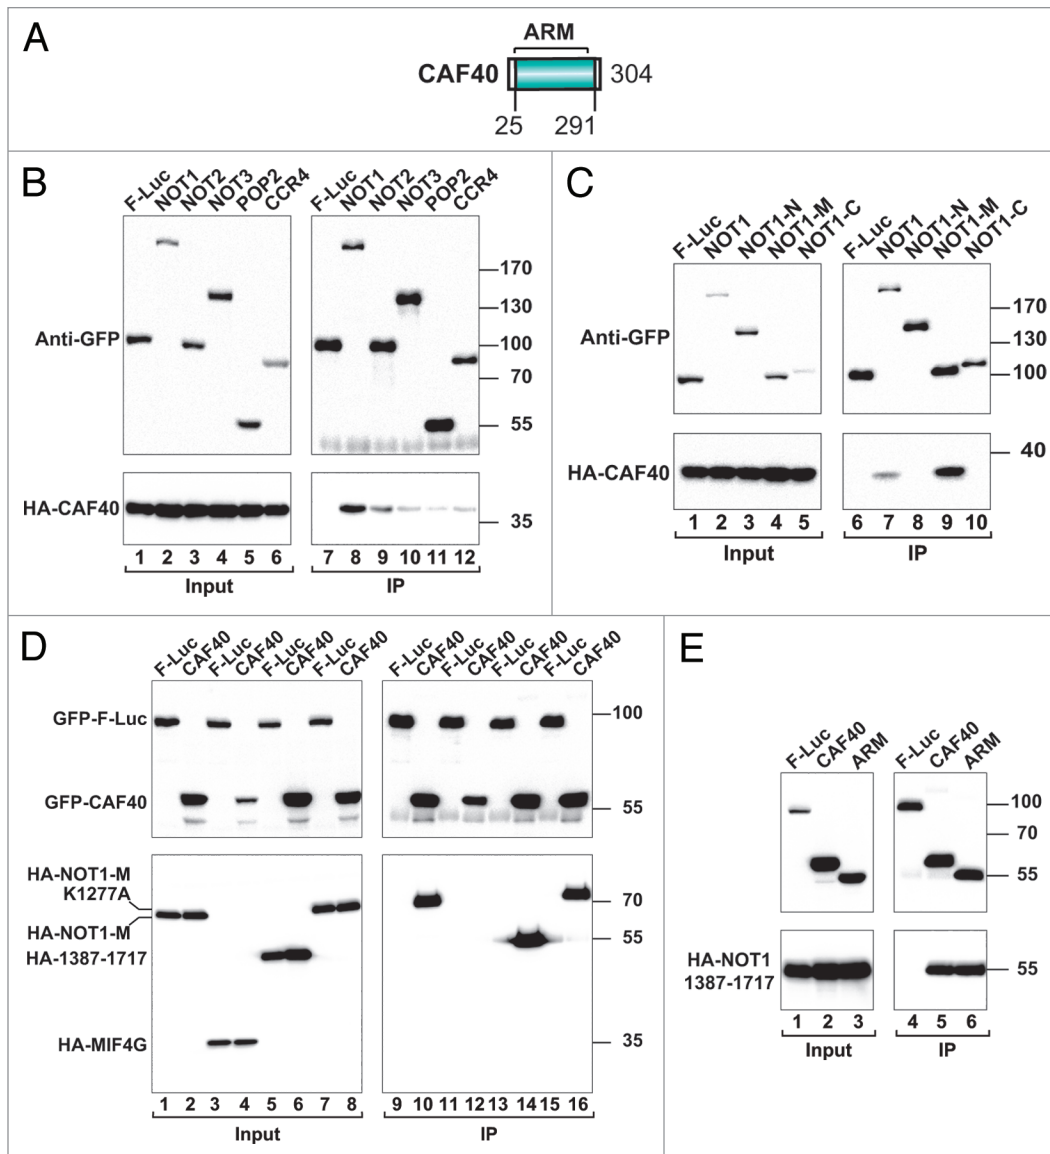 A
ARM
CAF40 304
25 291
B
F-Luc NOT1 NOT2 NOT3 POP2 CCR4 F-Luc NOT1 NOT2 NOT3 POP2 CCR4
170
130
Anti-GFP 100
70
55
HA-CAF40
35
1 2 3 4 5 6 7 8 9 10 11 12
Input IP
C
F-Luc NOT1 NOT1-N NOT1-M NOT1-C F-Luc NOT1 NOT1-N NOT1-M NOT1-C
170
Anti-GFP 130
100
40
HA-CAF40
1 2 3 4 5 6 7 8 9 10
Input IP
D
F-Luc CAF40 F-Luc CAF40 F-Luc CAF40 F-Luc CAF40 F-Luc CAF40 F-Luc CAF40 F-Luc CAF40 F-Luc CAF40
GFP-F-Luc 100
GFP-CAF40 55
HA-NOT1-M
K1277A 70
HA-NOT1-M
55
HA-1387-1717
HA-MIF4G 35
1 2 3 4 5 6 7 8 9 10 11 12 13 14 15 16
Input IP
E
F-Luc CAF40 ARM F-Luc CAF40 ARM
100
70
55
HA-NOT1
1387-1717 55
1 2 3 4 5 6
Input IP